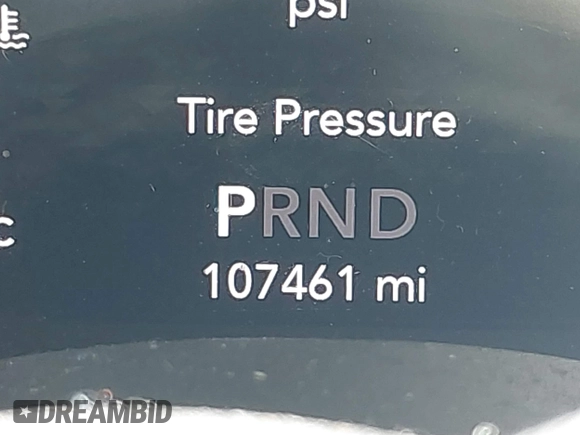 psi
Tire Pressure
PRND
C
107461 mi
DREAMBID